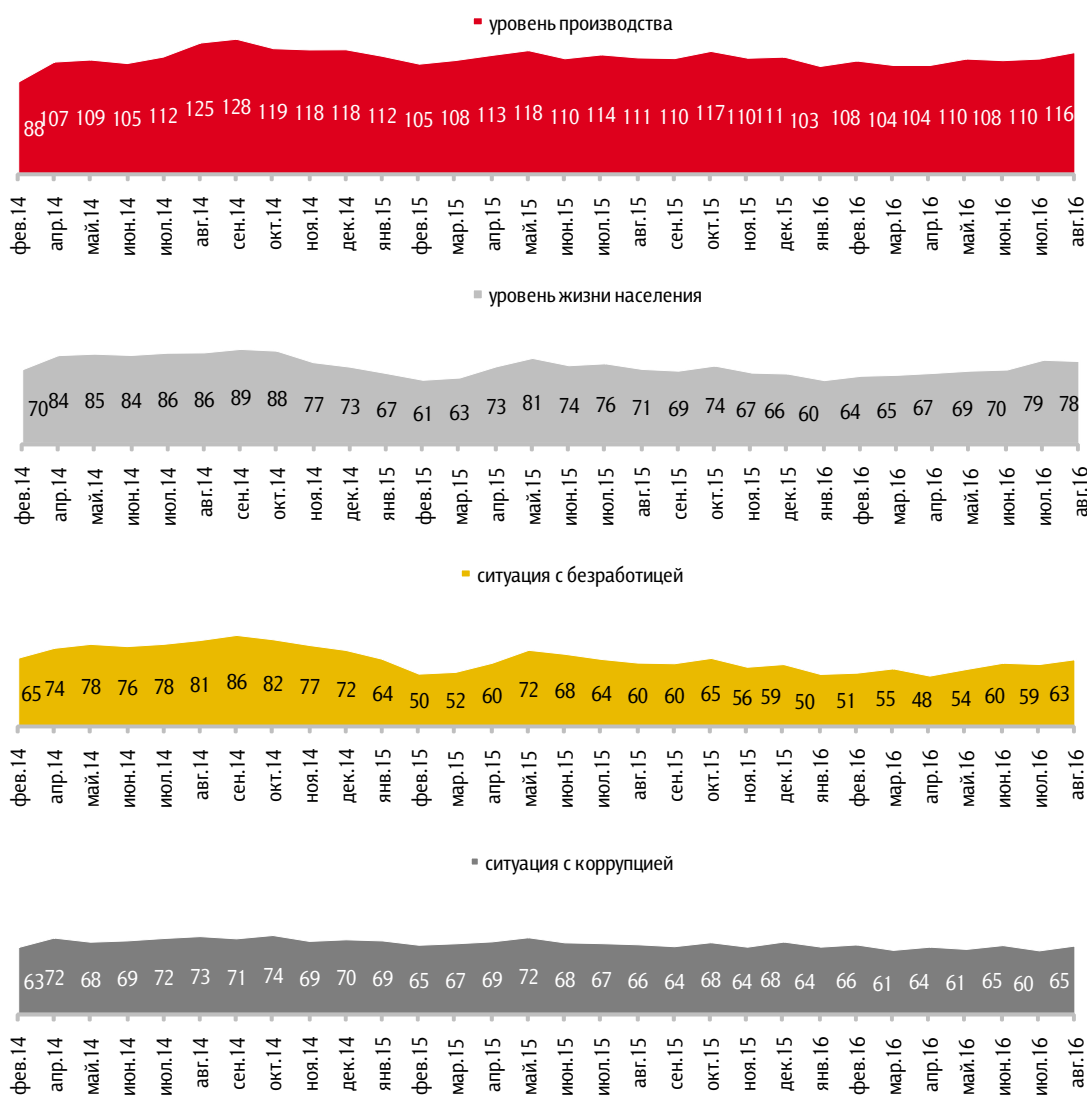 уровень производства
88 107 109 105 112 125 128 119 118 118 112 105 108 113 118 110 114 111 110 117 110 111 103 108 104 104 110 108 110 116
фев.14 апр.14 май.14 июн.14 июл.14 авг.14 сен.14 окт.14 ноя.14 дек.14 янв.15 фев.15 мар.15 апр.15 май.15 июн.15 июл.15 авг.15 сен.15 окт.15 ноя.15 дек.15 янв.16 фев.16 мар.16 апр.16 май.16 июн.16 июл.16 авг.16
уровень жизни населения
70 84 85 84 86 86 89 88 77 73 67 61 63 73 81 74 76 71 69 74 67 66 60 64 65 67 69 70 79 78
фев.14 апр.14 май.14 июн.14 июл.14 авг.14 сен.14 окт.14 ноя.14 дек.14 янв.15 фев.15 мар.15 апр.15 май.15 июн.15 июл.15 авг.15 сен.15 окт.15 ноя.15 дек.15 янв.16 фев.16 мар.16 апр.16 май.16 июн.16 июл.16 авг.16
ситуация с безработицей
65 74 78 76 78 81 86 82 77 72 64 50 52 60 72 68 64 60 60 65 56 59 50 51 55 48 54 60 59 63
фев.14 апр.14 май.14 июн.14 июл.14 авг.14 сен.14 окт.14 ноя.14 дек.14 янв.15 фев.15 мар.15 апр.15 май.15 июн.15 июл.15 авг.15 сен.15 окт.15 ноя.15 дек.15 янв.16 фев.16 мар.16 апр.16 май.16 июн.16 июл.16 авг.16
ситуация с коррупцией
63 72 68 69 72 73 71 74 69 70 69 65 67 69 72 68 67 66 64 68 64 68 64 66 61 64 61 65 60 65
фев.14 апр.14 май.14 июн.14 июл.14 авг.14 сен.14 окт.14 ноя.14 дек.14 янв.15 фев.15 мар.15 апр.15 май.15 июн.15 июл.15 авг.15 сен.15 окт.15 ноя.15 дек.15 янв.16 фев.16 мар.16 апр.16 май.16 июн.16 июл.16 авг.16